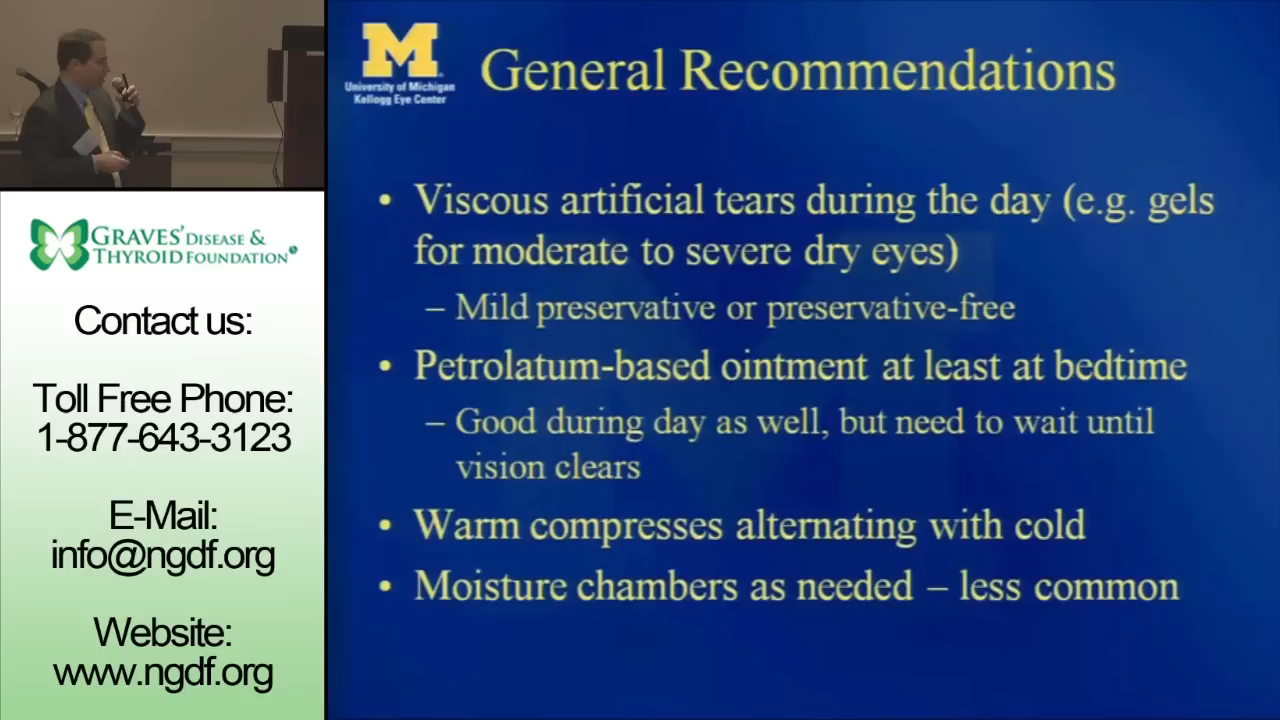 GRAVES' DISEASE &
THYROID FOUNDATION
Contact us:
Toll Free Phone:
1-877-643-3123
E-Mail:
info@ngdf.org
Website:
www.ngdf.org
M
University of Michigan
Kellogg Eye Center
General Recommendations
• Viscous artificial tears during the day (e.g. gels
for moderate to severe dry eyes)
– Mild preservative or preservative-free
• Petrolatum-based ointment at least at bedtime
– Good during day as well, but need to wait until
vision clears
• Warm compresses alternating with cold
• Moisture chambers as needed – less common